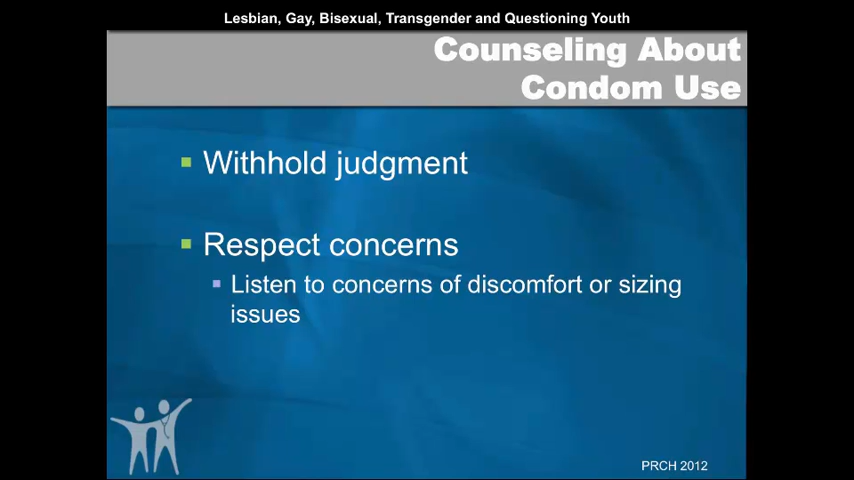 Lesbian, Gay, Bisexual, Transgender and Questioning Youth
Counseling About
Condom Use
Withhold judgment
Respect concerns
Listen to concerns of discomfort or sizing
issues
PRCH 2012